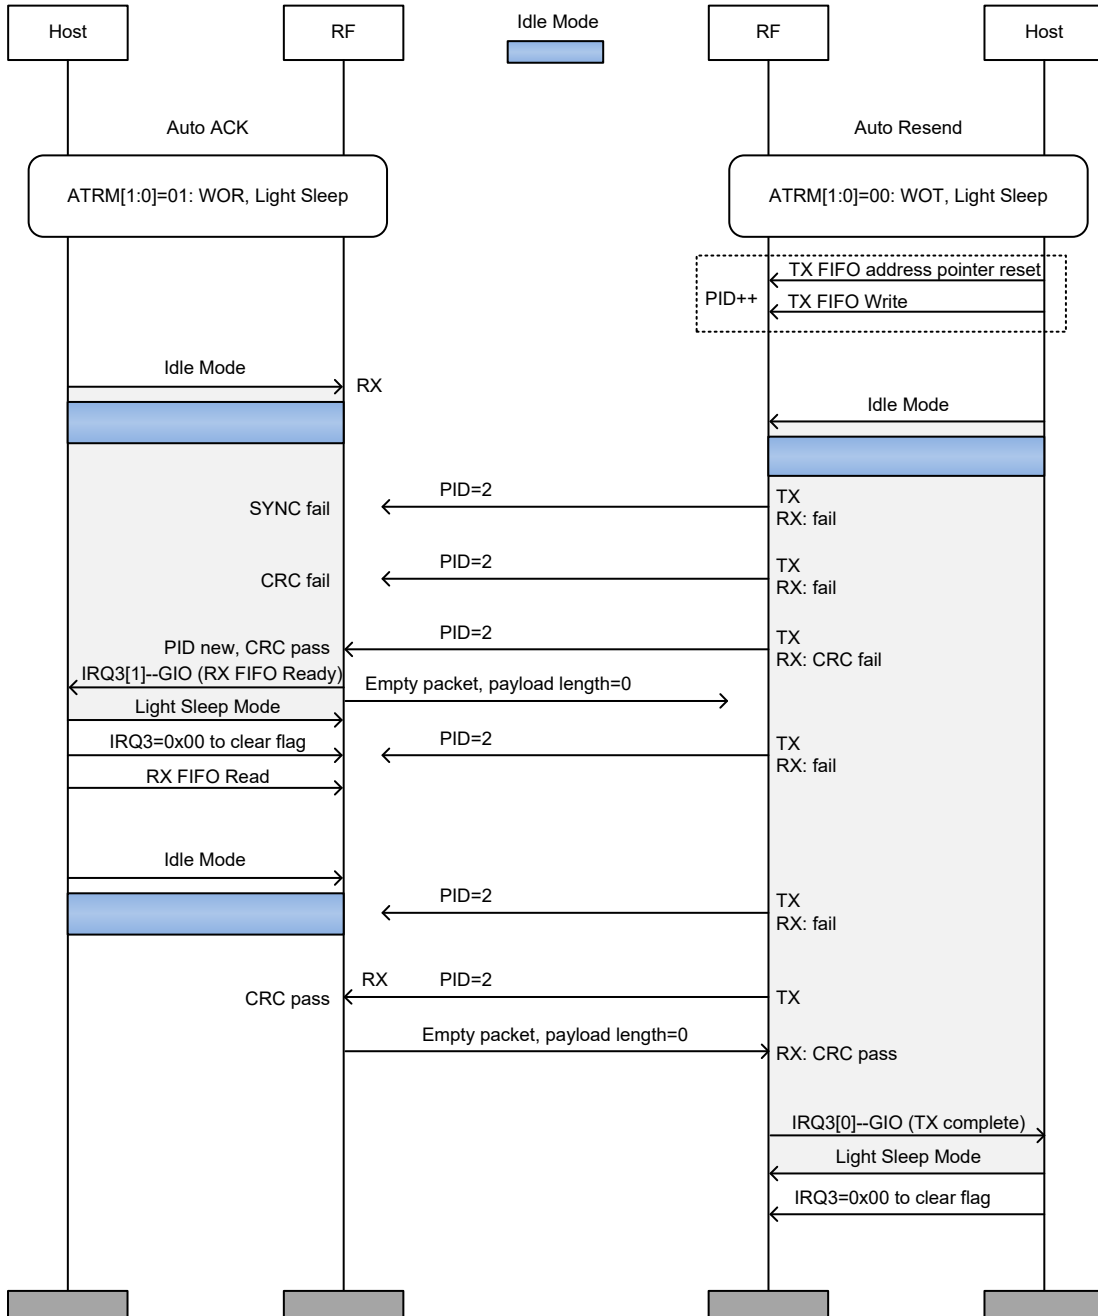 Host
RF
Idle Mode
RF
Host
Auto ACK
Auto Resend
ATRM[1:0]=01: WOR, Light Sleep
ATRM[1:0]=00: WOT, Light Sleep
TX FIFO address pointer reset
PID++
TX FIFO Write
Idle Mode
RX
Idle Mode
PID=2
TX
SYNC fail
RX: fail
PID=2
TX
CRC fail
RX: fail
PID=2
TX
PID new, CRC pass
RX: CRC fail
IRQ3[1]--GIO (RX FIFO Ready)
Empty packet, payload length=0
Light Sleep Mode
IRQ3=0x00 to clear flag
PID=2
TX
RX: fail
RX FIFO Read
Idle Mode
PID=2
TX
RX: fail
RX
PID=2
CRC pass
TX
Empty packet, payload length=0
RX: CRC pass
IRQ3[0]--GIO (TX complete)
Light Sleep Mode
IRQ3=0x00 to clear flag